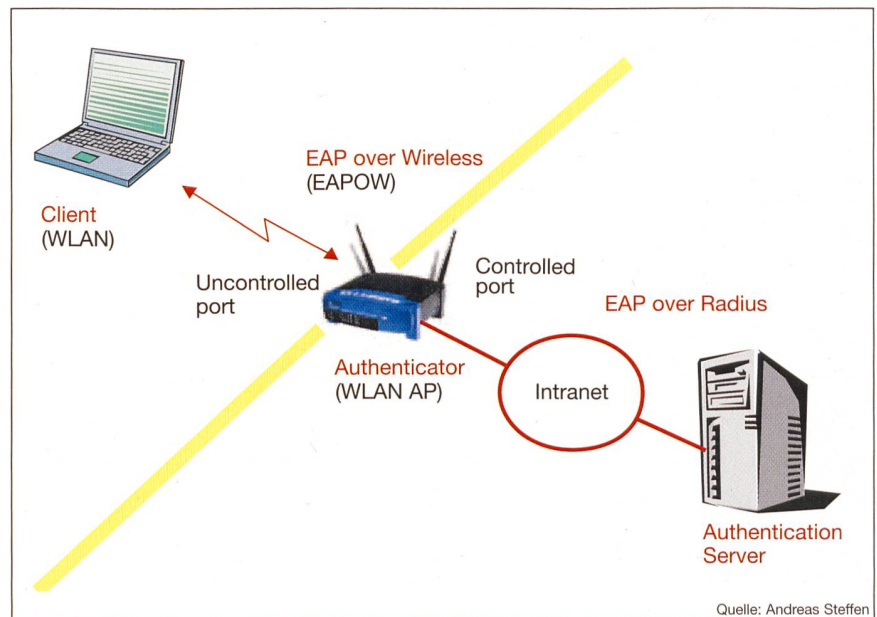 EAP over Wireless
(EAPOW)
Client
(WLAN)
Uncontrolled
port
Controlled
port
EAP over Radius
Authenticator
(WLAN AP)
Intranet
Authentication
Server
Quelle: Andreas Steffen